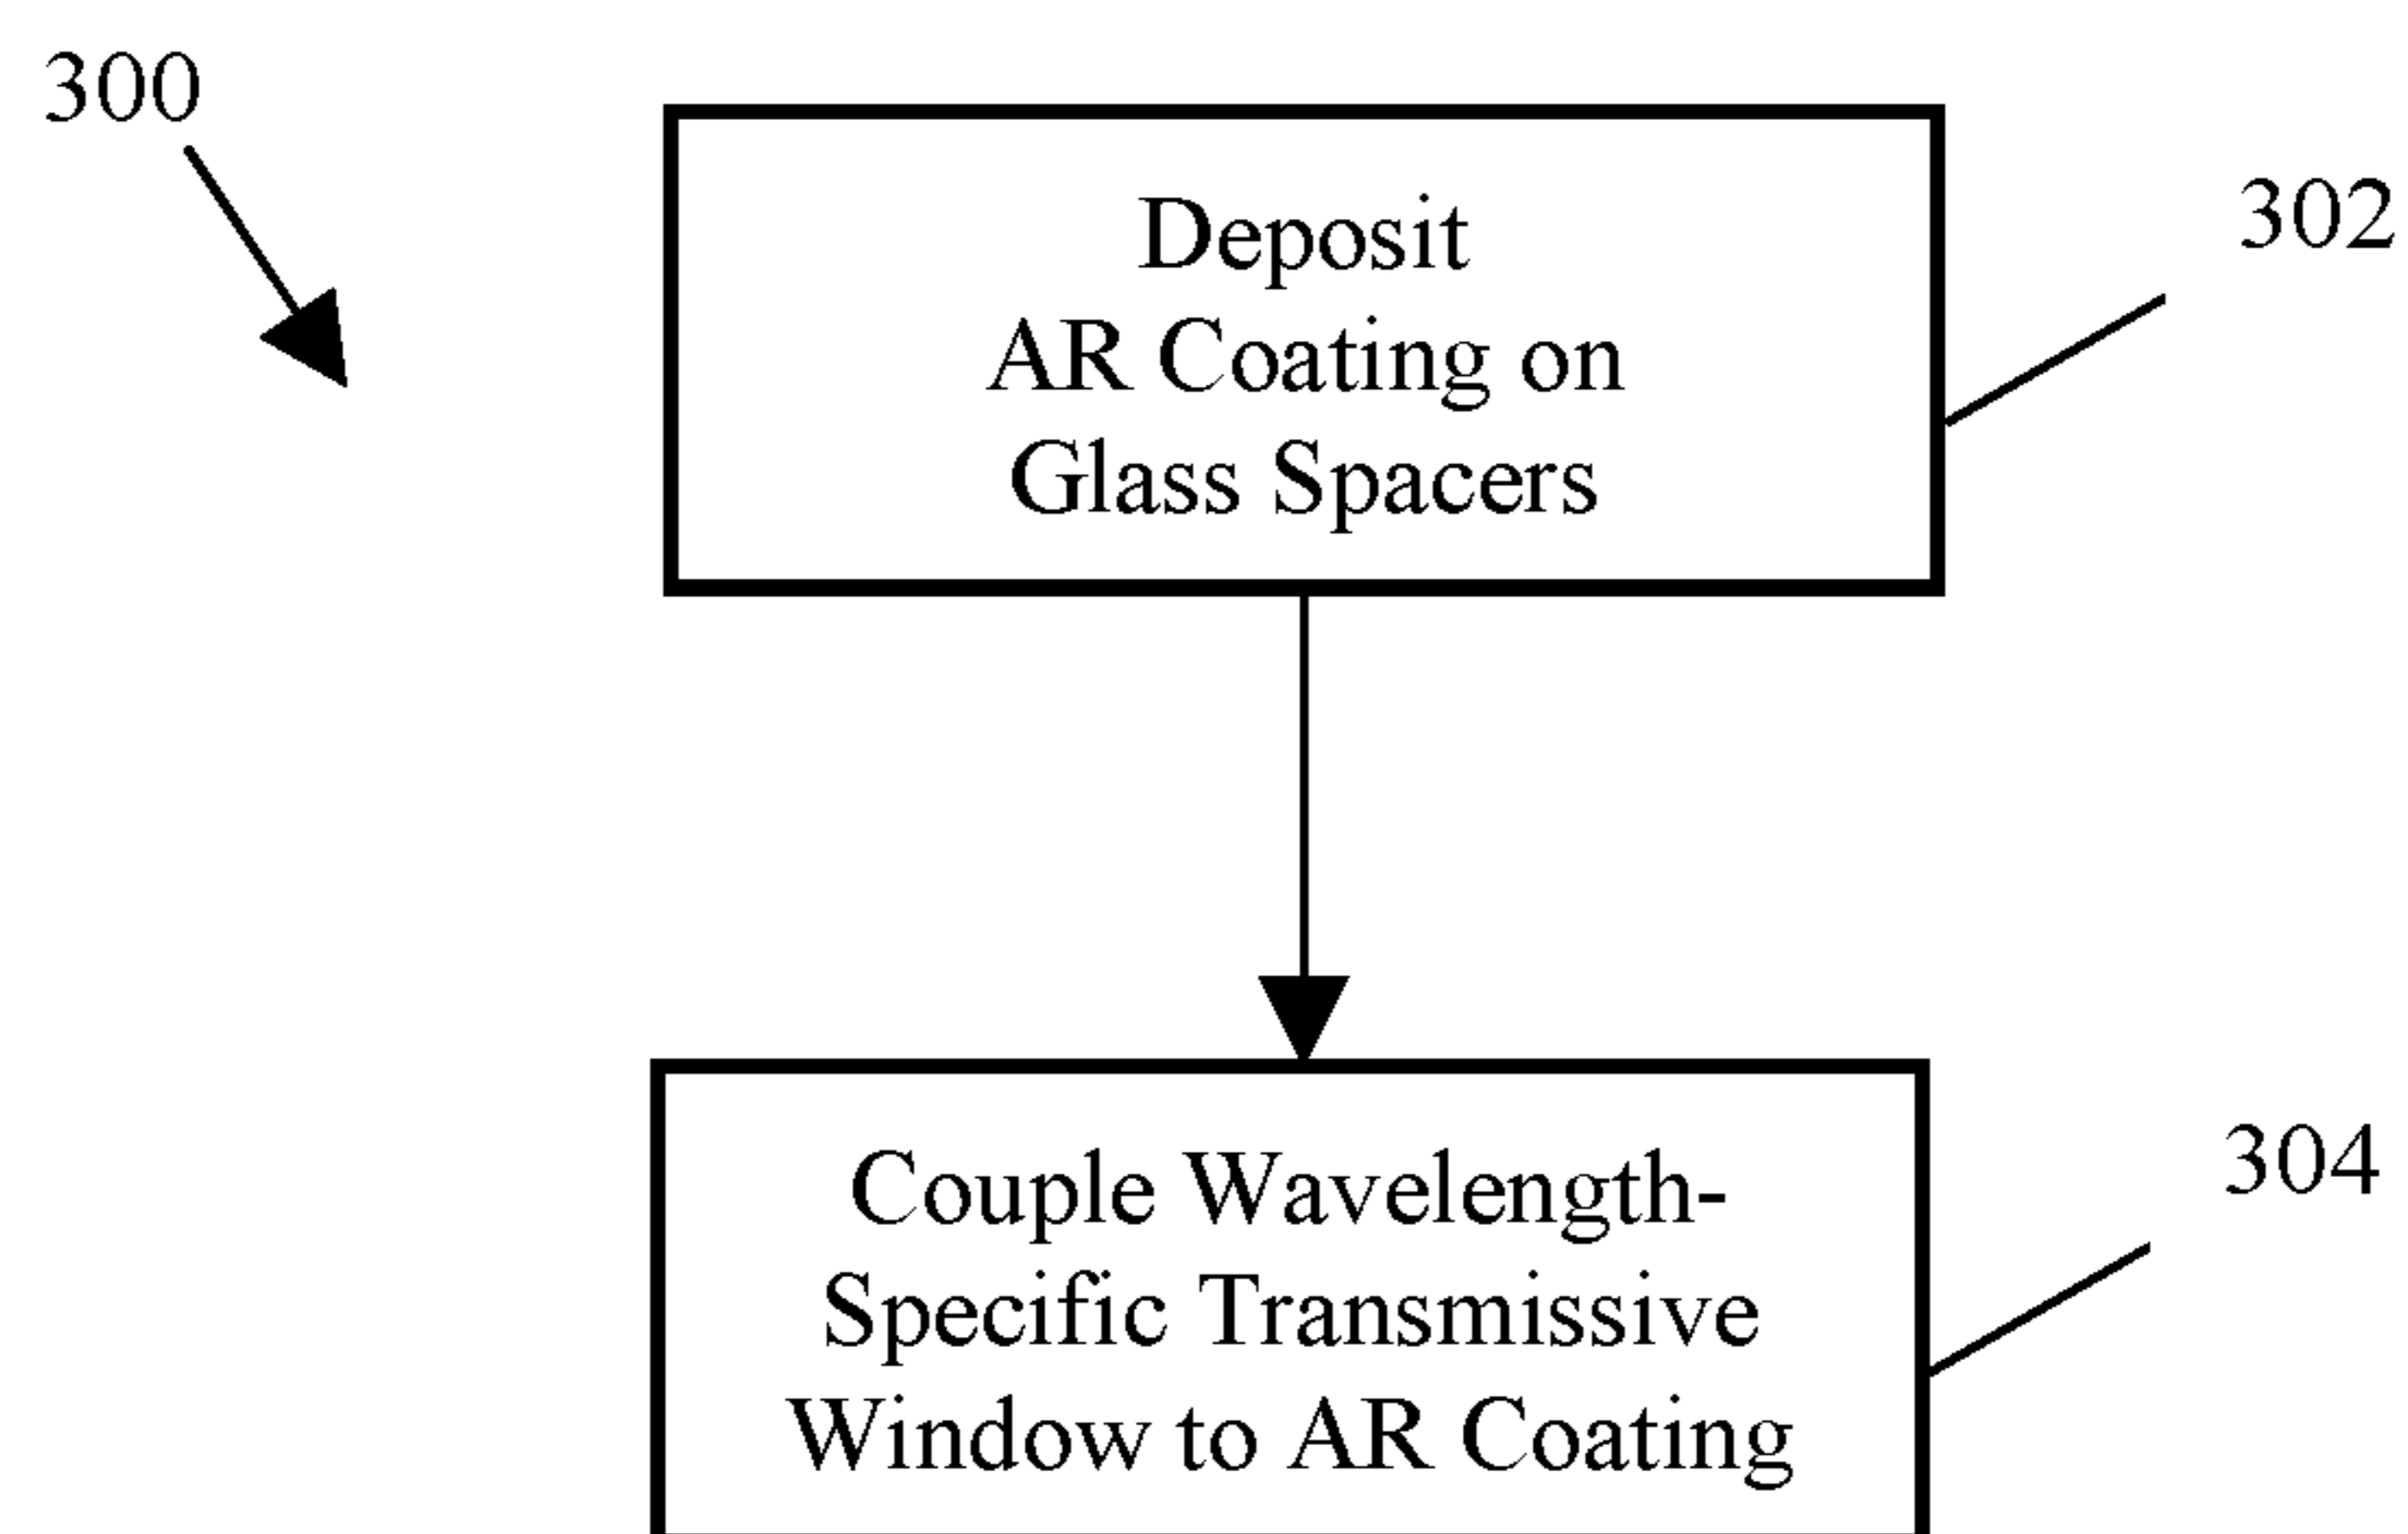 300
302
Deposit
AR Coating on
Glass Spacers
304
Couple Wavelength-
Specific Transmissive
Window to AR Coating